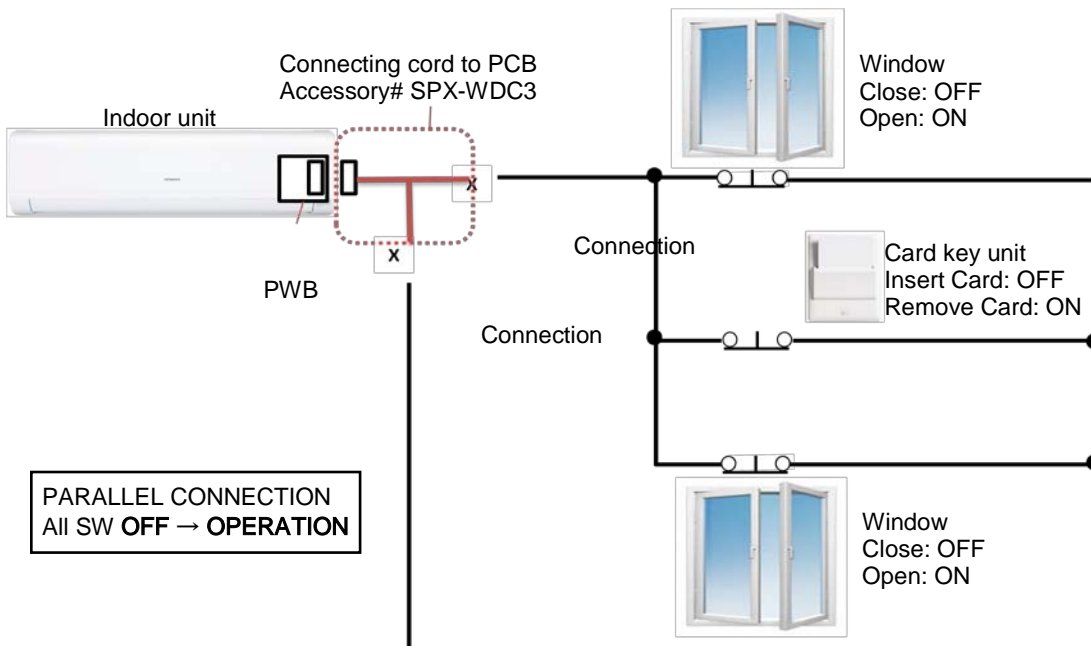 Connecting cord to PCB
Accessory# SPX-WDC3
Indoor unit
Window
Close: OFF
Open: ON
X
X
Connection
Card key unit
Insert Card: OFF
Remove Card: ON
PWB
Connection
PARALLEL CONNECTION
All SW OFF → OPERATION
Window
Close: OFF
Open: ON